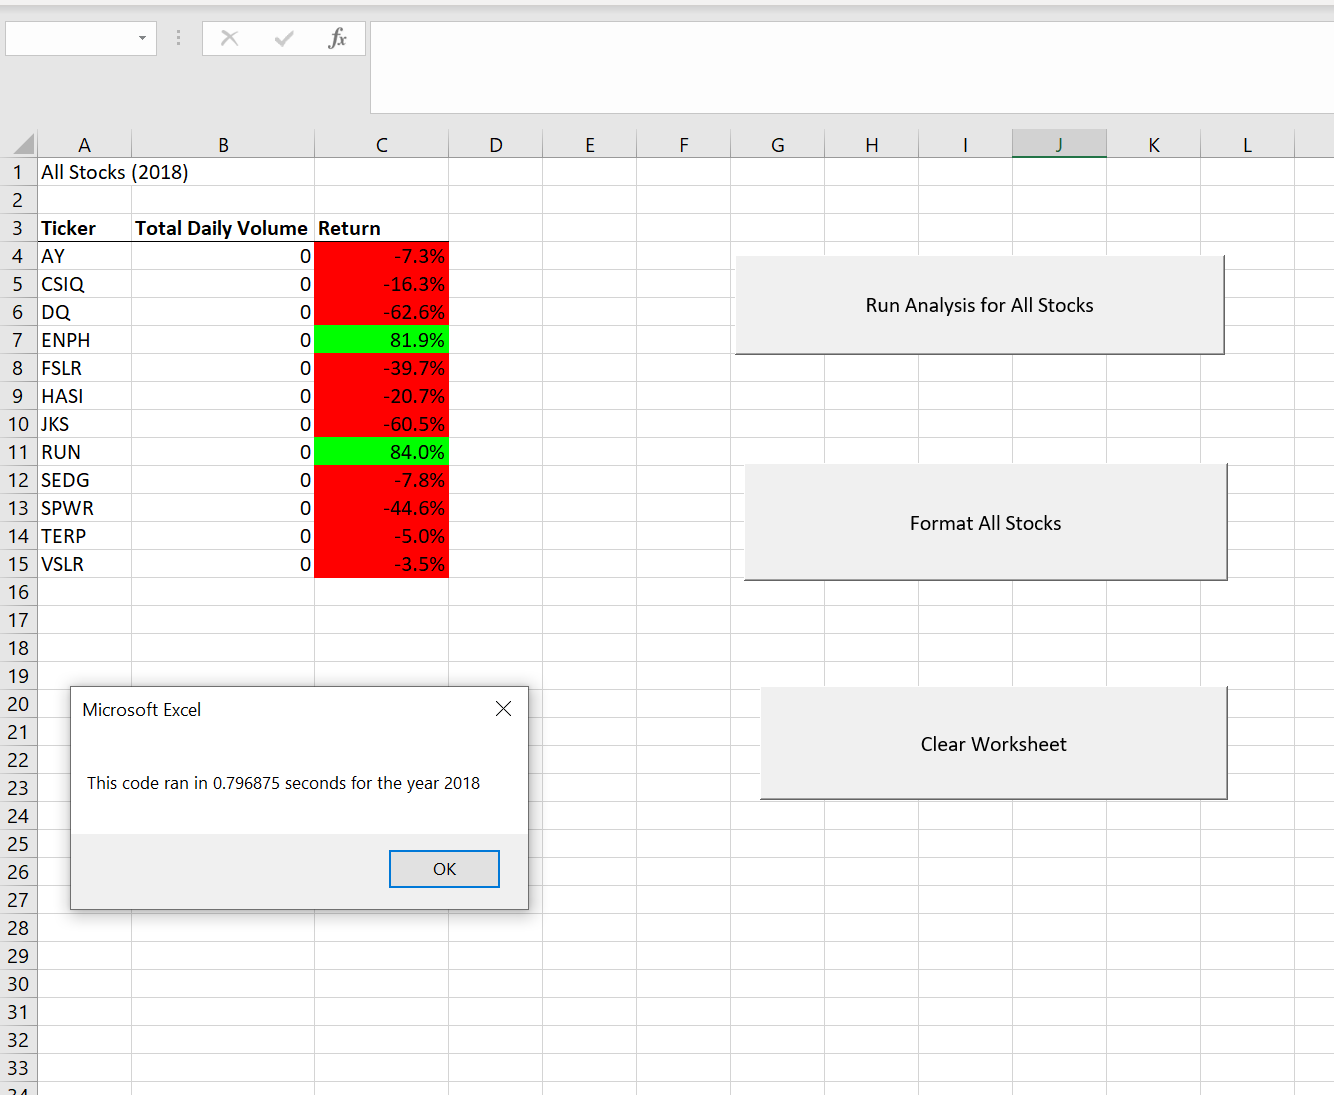 fx
A B C D E F G H I J K L
1 All Stocks (2018)
2
3 Ticker Total Daily Volume Return
4 AY 0 -7.3%
5 CSIQ 0 -16.3%
6 DQ 0 -62.6%
7 ENPH 0 81.9%
8 FSLR 0 -39.7%
9 HASI 0 -20.7%
10 JKS 0 -60.5%
11 RUN 0 84.0%
12 SEDG 0 -7.8%
13 SPWR 0 -44.6%
14 TERP 0 -5.0%
15 VSLR 0 -3.5%
16
17
18
19
20
21
22
23
24
25
26
27
28
29
30
31
32
33
34
Run Analysis for All Stocks
Format All Stocks
Clear Worksheet
Microsoft Excel
This code ran in 0.796875 seconds for the year 2018
OK